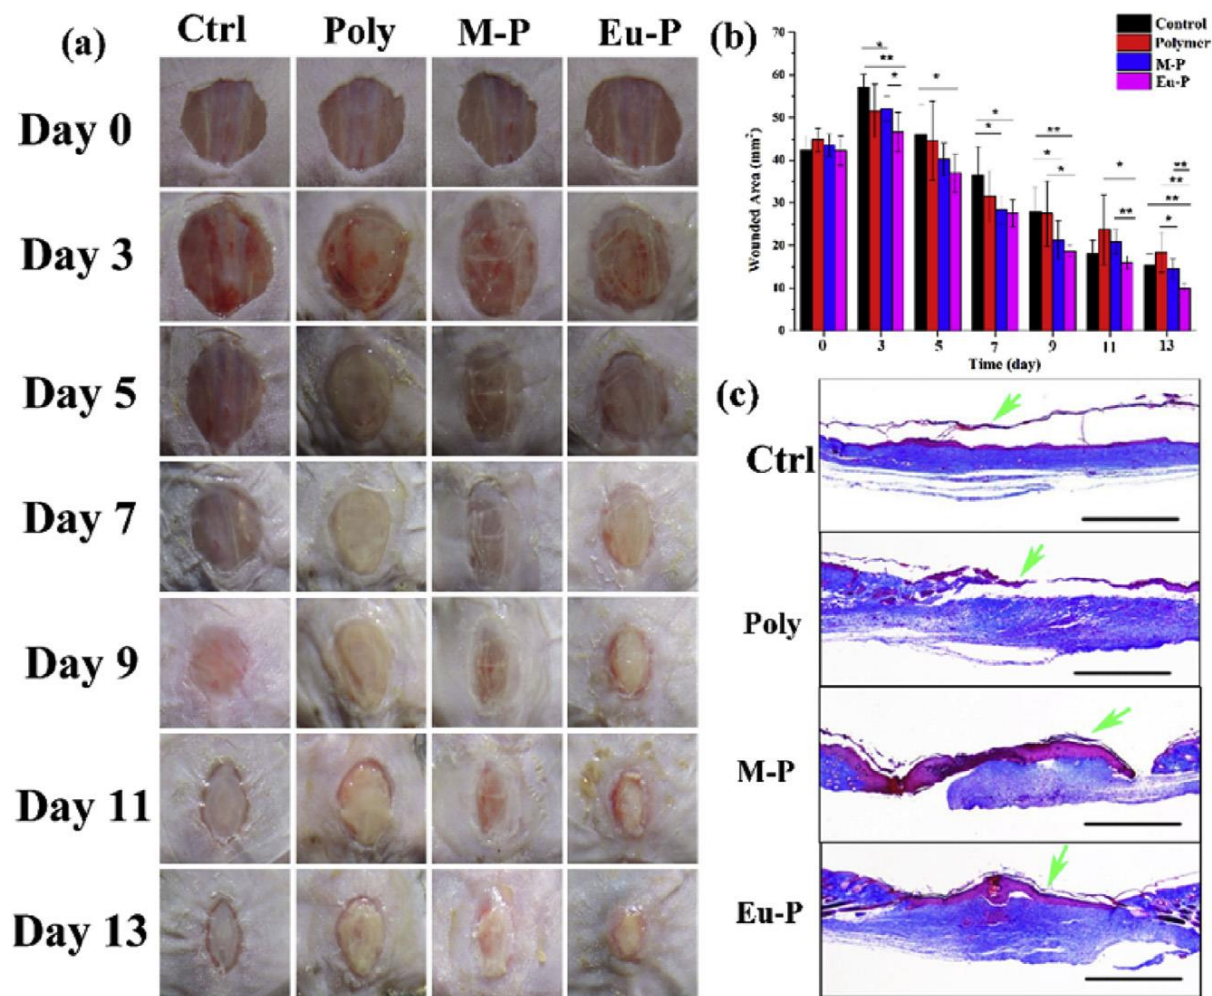 (a)
Ctrl Poly M-P Eu-P
Day 0
Day 3
Day 5
Day 7
Day 9
Day 11
Day 13
(b)
Control
Polymer
M-P
Eu-P
Wounded Area (mm²)
70
60
50
40
30
20
10
0
* ** * * * * ** * * * ** ** ** ** *
0 3 5 7 9 11 13
Time (day)
(c)
Ctrl
Poly
M-P
Eu-P